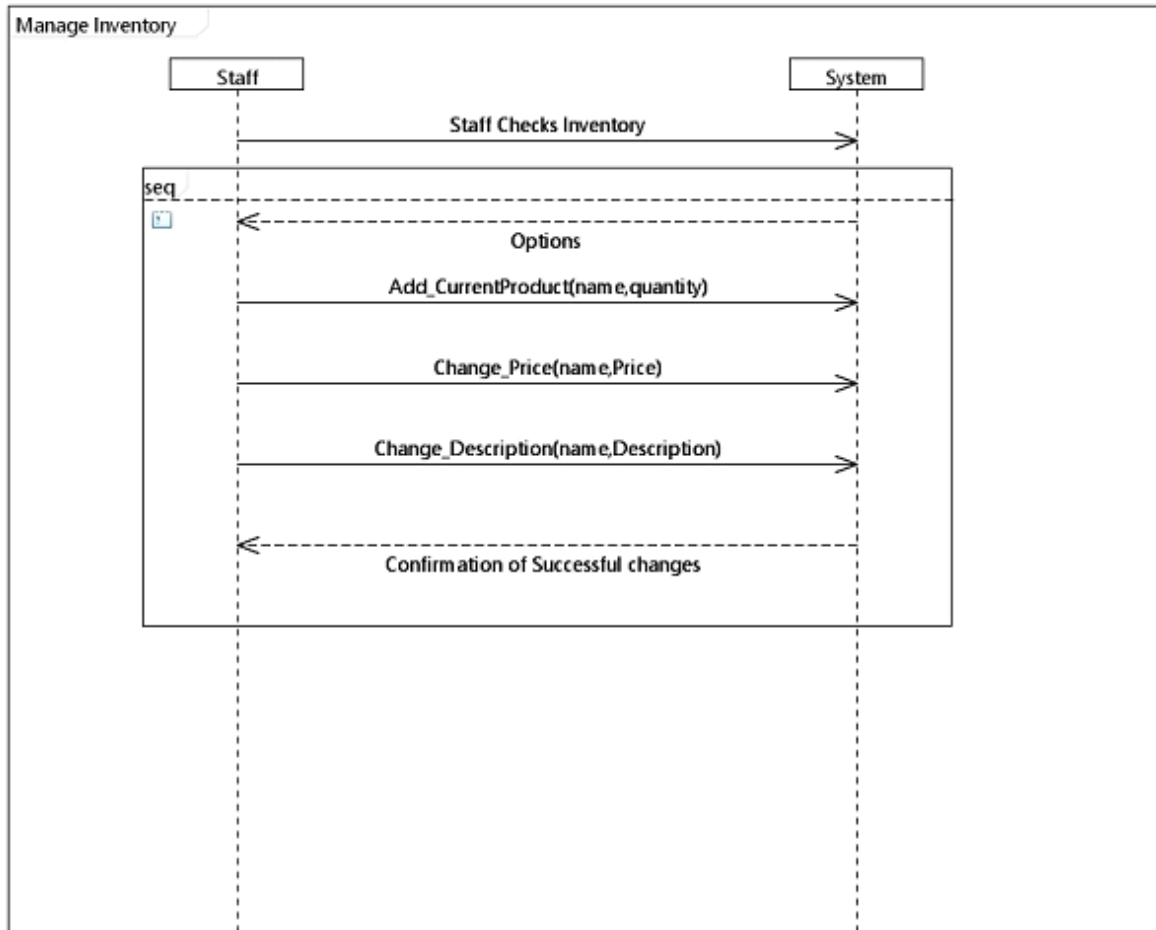 Manage Inventory
Staff
System
Staff Checks Inventory
seq
Options
Add_CurrentProduct(name,quantity)
Change_Price(name,Price)
Change_Description(name,Description)
Confirmation of Successful changes